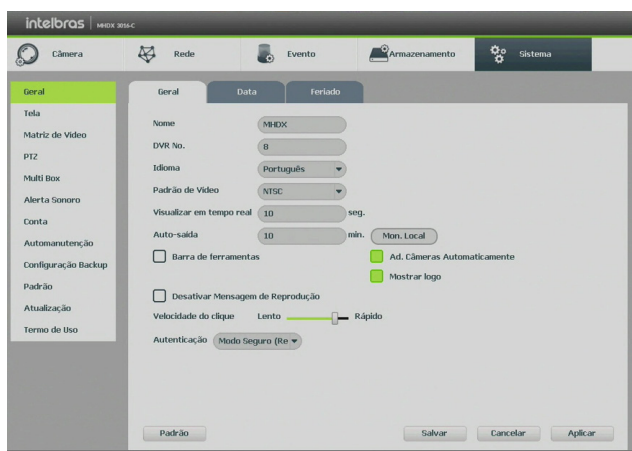 intelbras | MHDX 3016-C
Câmera Rede Evento Armazenamento Sistema
Geral
Tela
Matriz de Vídeo
PTZ
Multi Box
Alerta Sonoro
Conta
Automanutenção
Configuração Backup
Padrão
Atualização
Termo de Uso
Geral Data Feriado
Nome MHDX
DVR No. 8
Idioma Português
Padrão de Vídeo NTSC
Visualizar em tempo real 10 seg.
Auto-saída 10 min. Mon. Local
Barra de ferramentas Ad. Câmeras Automaticamente
Mostrar logo
Desativar Mensagem de Reprodução
Velocidade do clique Lento Rápido
Autenticação Modo Seguro (Re
Padrão Salvar Cancelar Aplicar